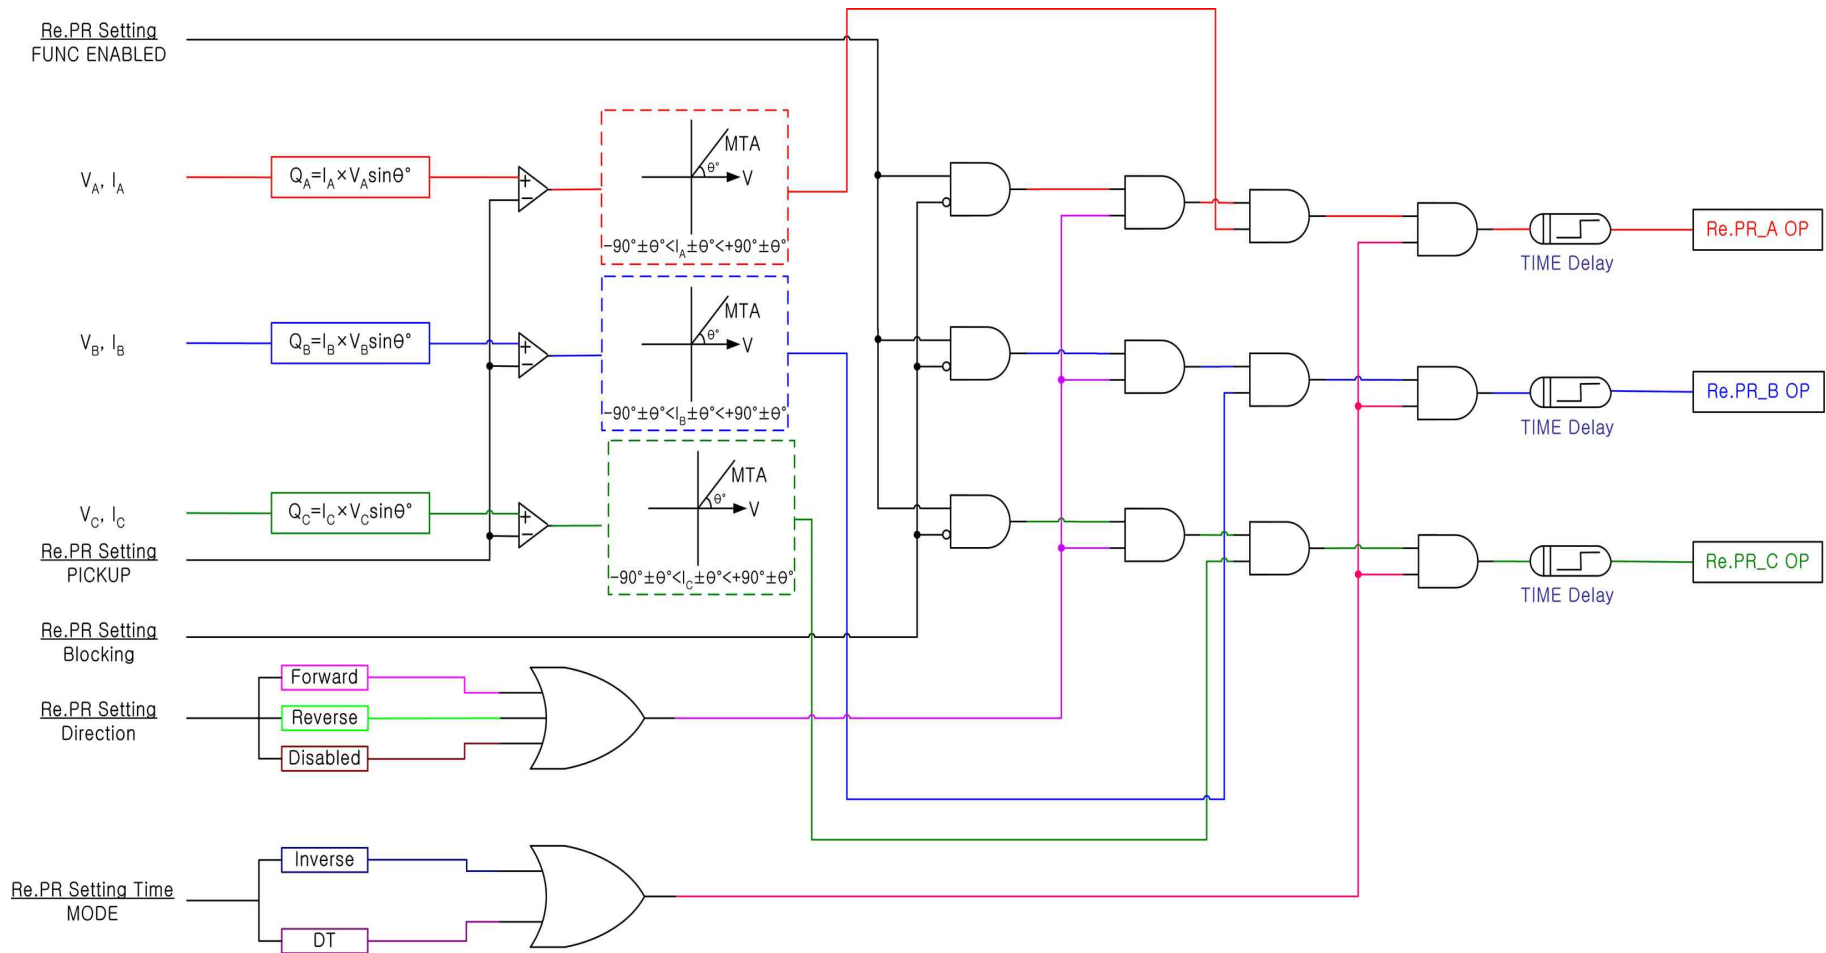 Re.PR Setting
FUNC ENABLED
V_A, I_A
Q_A=I_A×V_Asinθ°
MTA
θ°
V
−90°±θ°<I_A±θ°<+90°±θ°
Re.PR_A OP
TIME Delay
V_B, I_B
Q_B=I_B×V_Bsinθ°
MTA
θ°
V
−90°±θ°<I_B±θ°<+90°±θ°
Re.PR_B OP
TIME Delay
V_C, I_C
Q_C=I_C×V_Csinθ°
MTA
θ°
V
−90°±θ°<I_C±θ°<+90°±θ°
Re.PR_C OP
TIME Delay
+
−
+
−
+
−
Re.PR Setting
PICKUP
Re.PR Setting
Blocking
Re.PR Setting
Direction
Forward
Reverse
Disabled
Re.PR Setting Time
MODE
Inverse
DT